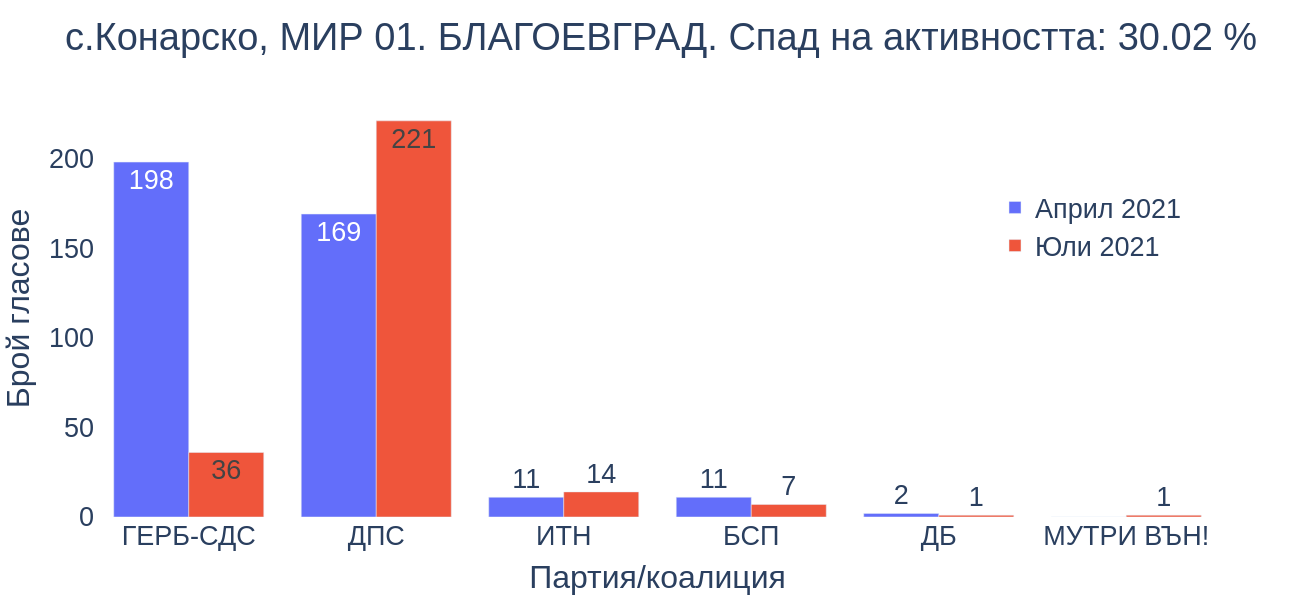 с.Конарско, МИР 01. БЛАГОЕВГРАД. Спад на активността: 30.02 %
Брой гласове
200
150
100
50
0
198
36
169
221
11
14
11
7
2
1
1
Април 2021
Юли 2021
ГЕРБ-СДС
ДПС
ИТН
БСП
ДБ
МУТРИ ВЪН!
Партия/коалиция